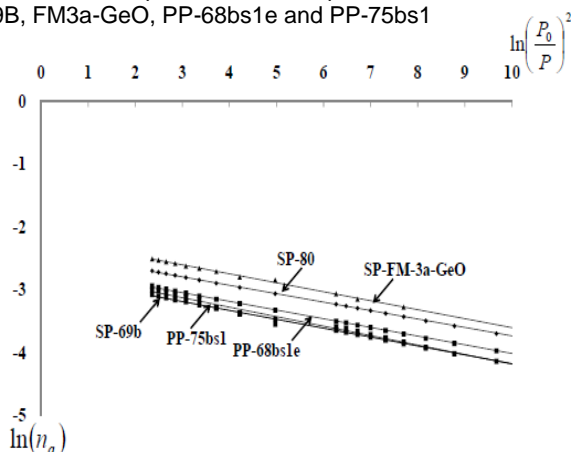 9B, FM3a-GeO, PP-68bs1e and PP-75bs1
ln(P₀/P)²
0 1 2 3 4 5 6 7 8 9 10
0
-1
-2
SP-80
SP-FM-3a-GeO
-3
SP-69b
PP-75bs1
PP-68bs1e
-4
-5
ln(nₐ)